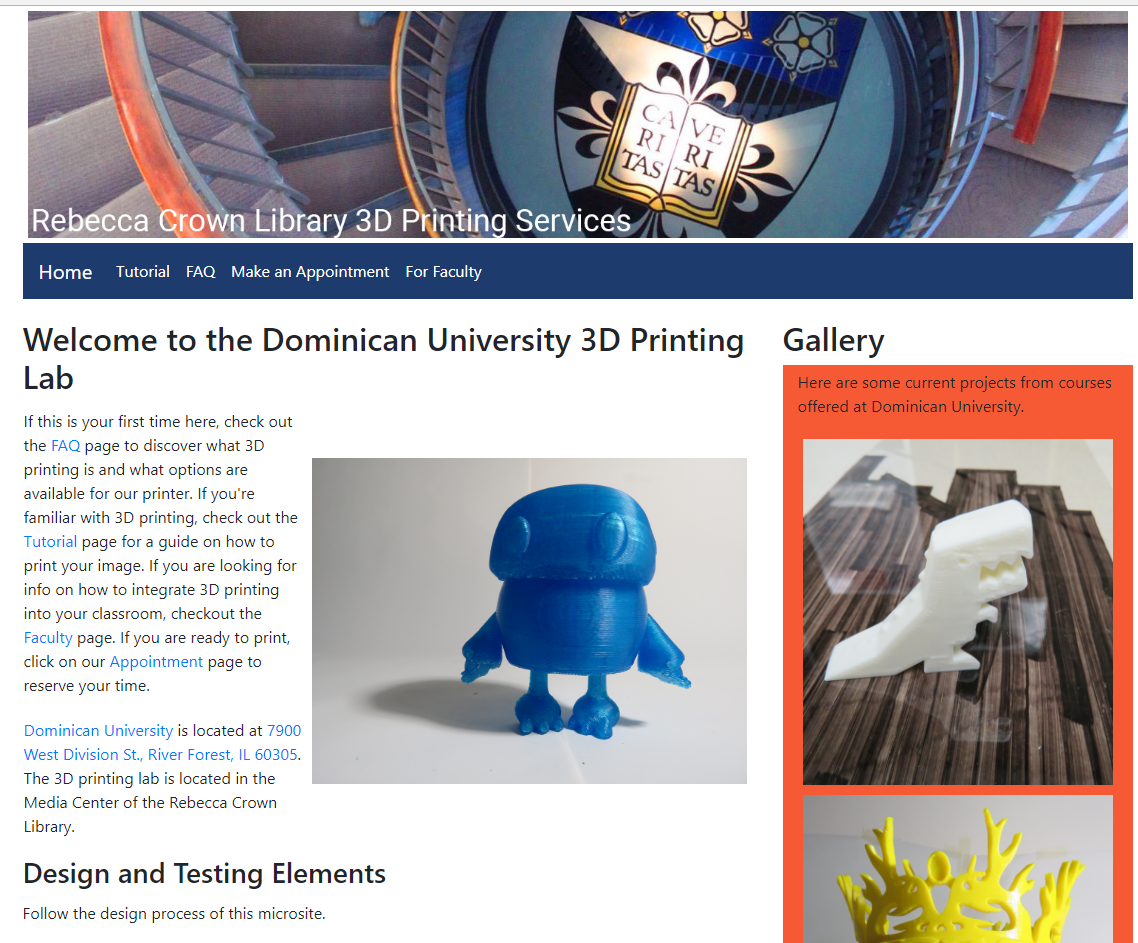 CA VE
RI RI
TAS TAS
Rebecca Crown Library 3D Printing Services
Home Tutorial FAQ Make an Appointment For Faculty
Welcome to the Dominican University 3D Printing
Lab
If this is your first time here, check out
the FAQ page to discover what 3D
printing is and what options are
available for our printer. If you're
familiar with 3D printing, check out the
Tutorial page for a guide on how to
print your image. If you are looking for
info on how to integrate 3D printing
into your classroom, checkout the
Faculty page. If you are ready to print,
click on our Appointment page to
reserve your time.
Dominican University is located at 7900
West Division St., River Forest, IL 60305.
The 3D printing lab is located in the
Media Center of the Rebecca Crown
Library.
Design and Testing Elements
Follow the design process of this microsite.
Gallery
Here are some current projects from courses
offered at Dominican University.